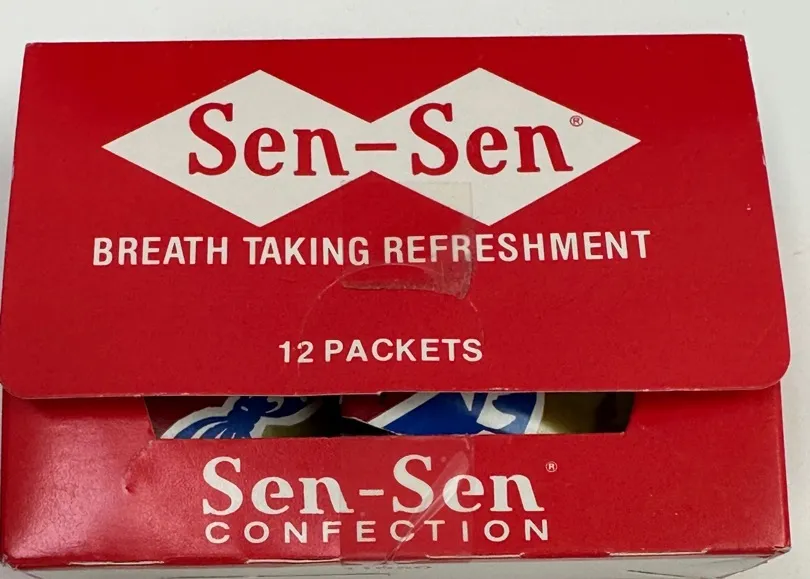 Sen-Sen®
BREATH TAKING REFRESHMENT
12 PACKETS
Sen-Sen®
CONFECTION